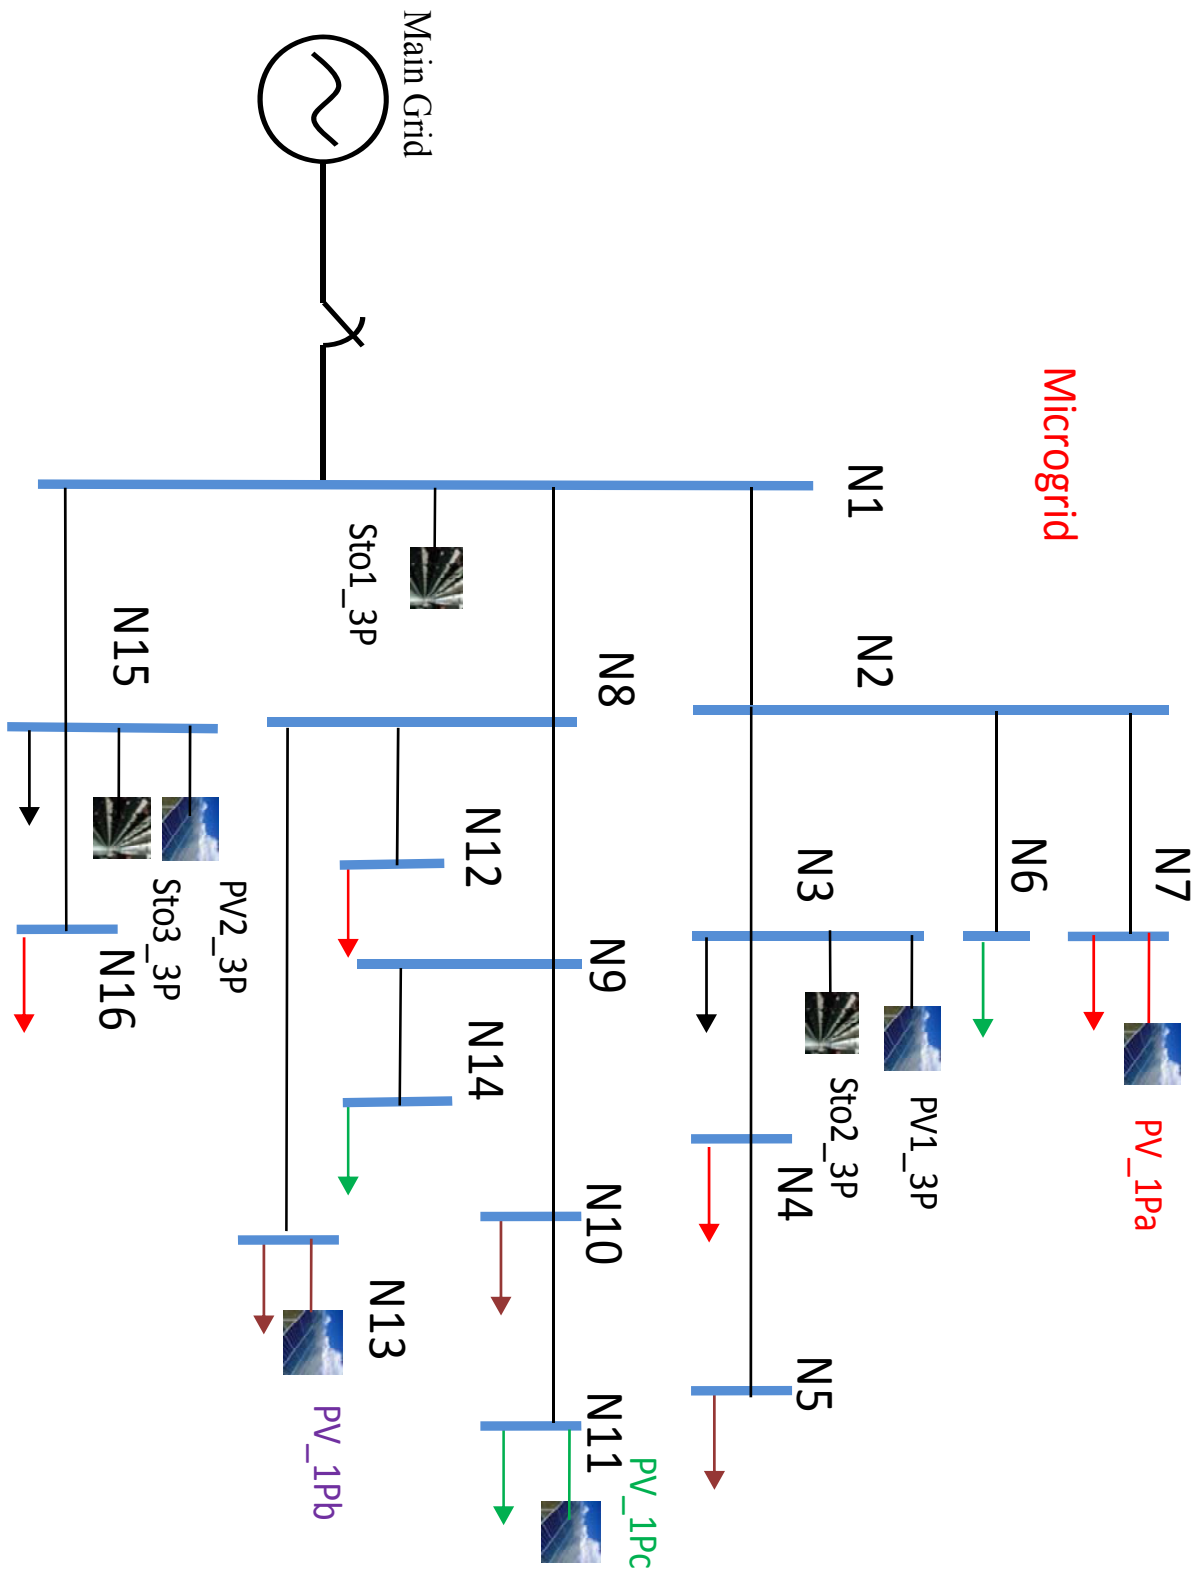 Main Grid
Microgrid
N1
Sto1_3P
N2
N8
N15
N7
N6
N3
N12
N9
N16
Sto3_3P
PV2_3P
N14
N4
Sto2_3P
PV1_3P
PV_1Pa
N10
N13
N5
N11
PV_1Pb
PV_1Pc